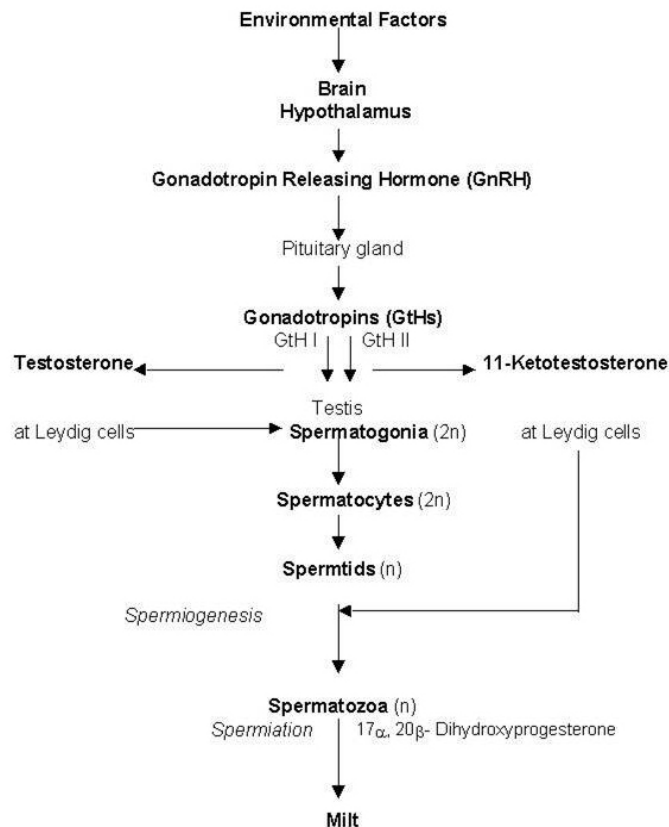 Environmental Factors
Brain
Hypothalamus
Gonadotropin Releasing Hormone (GnRH)
Pituitary gland
Gonadotropins (GtHs)
GtH I GtH II
Testosterone 11-Ketotestosterone
Testis
at Leydig cells Spermatogonia (2n) at Leydig cells
Spermatocytes (2n)
Spermtids (n)
Spermiogenesis
Spermatozoa (n)
Spermiation 17α, 20β- Dihydroxyprogesterone
Milt